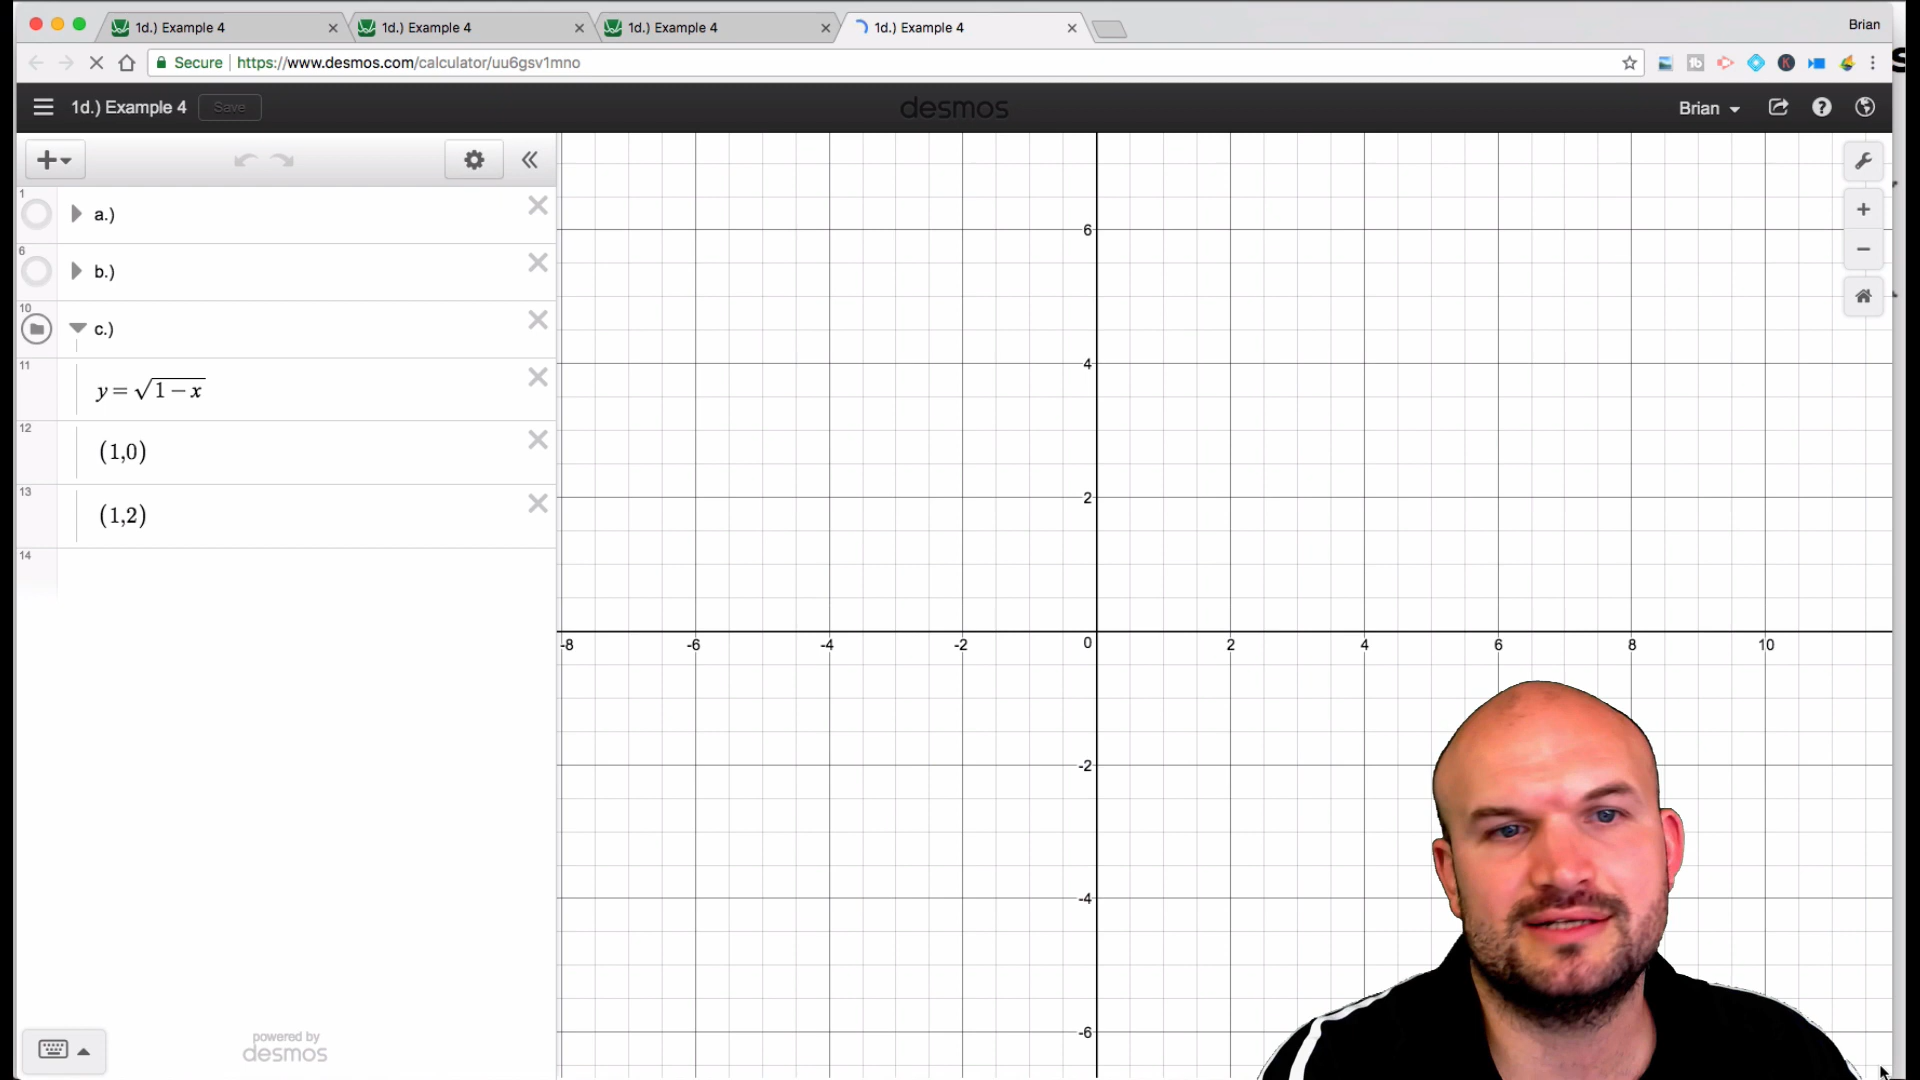 1d.) Example 4
1d.) Example 4
1d.) Example 4
1d.) Example 4
Brian
Secure | https://www.desmos.com/calculator/uu6gsv1mno
1d.) Example 4
Save
desmos
Brian
1
a.)
6
b.)
10
c.)
11
y = √1 − x
12
(1,0)
13
(1,2)
14
6
4
2
-8 -6 -4 -2 0 2 4 6 8 10
-2
-4
-6
powered by
desmos